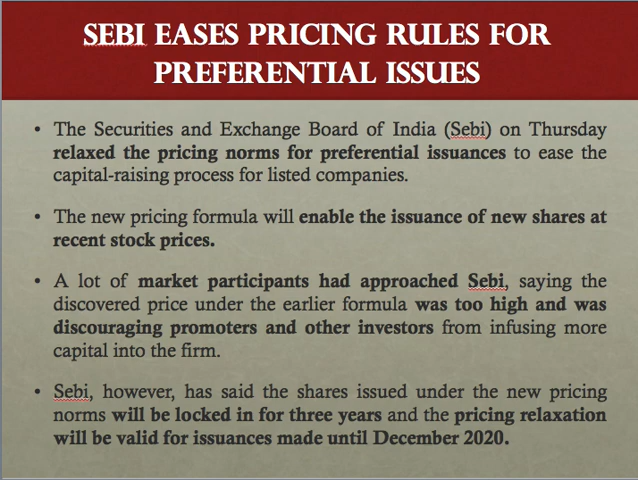 SEBI EASES PRICING RULES FOR
PREFERENTIAL ISSUES
• The Securities and Exchange Board of India (Sebi) on Thursday
relaxed the pricing norms for preferential issuances to ease the
capital-raising process for listed companies.
• The new pricing formula will enable the issuance of new shares at
recent stock prices.
• A lot of market participants had approached Sebi, saying the
discovered price under the earlier formula was too high and was
discouraging promoters and other investors from infusing more
capital into the firm.
• Sebi, however, has said the shares issued under the new pricing
norms will be locked in for three years and the pricing relaxation
will be valid for issuances made until December 2020.